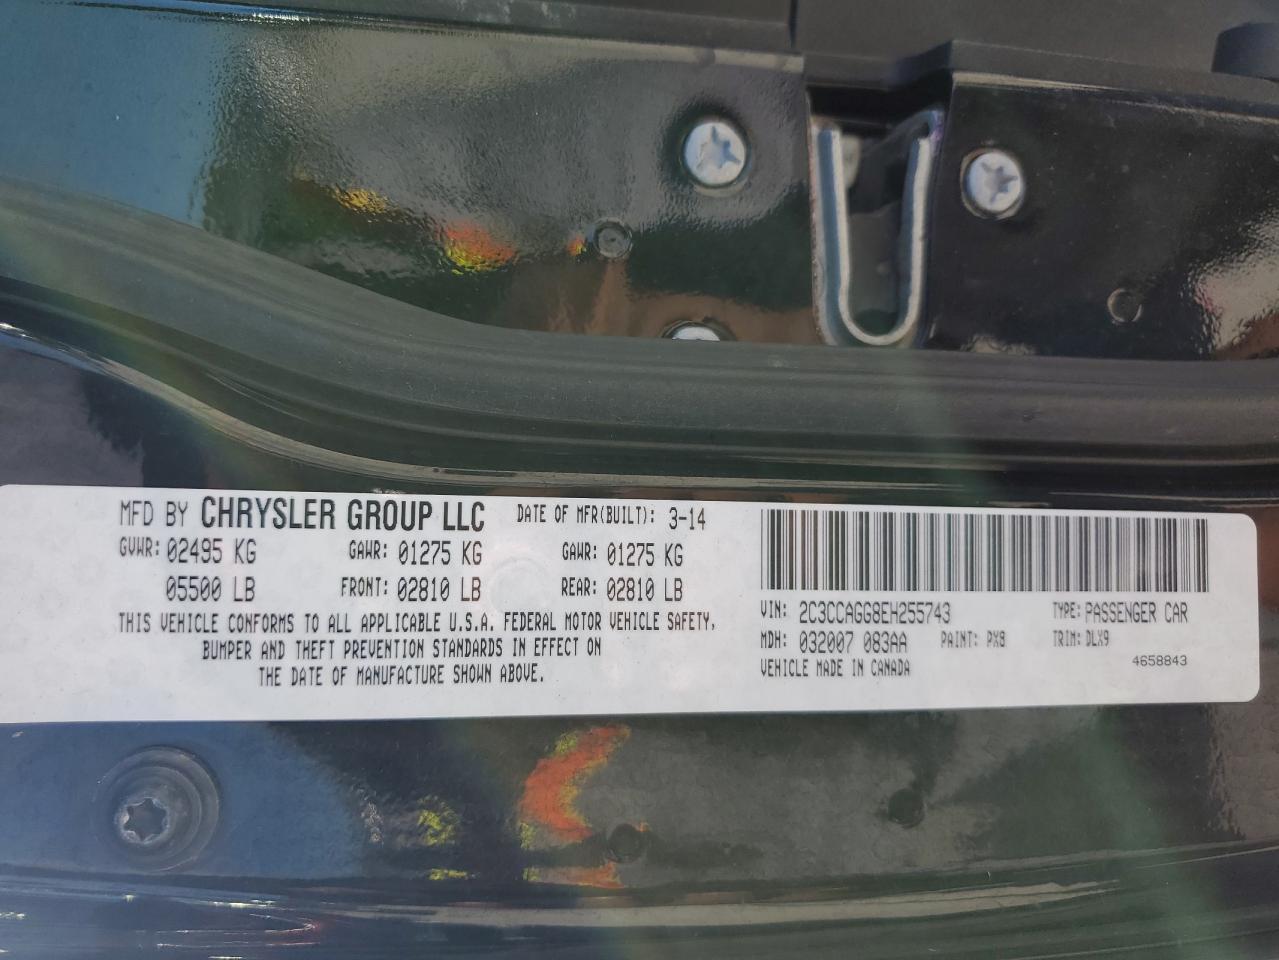 MFD BY CHRYSLER GROUP LLC DATE OF MFR(BUILT): 3-14
GVWR: 02495 KG GAWR: 01275 KG GAWR: 01275 KG
05500 LB FRONT: 02810 LB REAR: 02810 LB
THIS VEHICLE CONFORMS TO ALL APPLICABLE U.S.A. FEDERAL MOTOR VEHICLE SAFETY,
BUMPER AND THEFT PREVENTION STANDARDS IN EFFECT ON
THE DATE OF MANUFACTURE SHOWN ABOVE.
VIN: 2C3CCAGG8EH255743 TYPE: PASSENGER CAR
MDH: 032007 083AA PAINT: PX8 TRIM: DLX9
VEHICLE MADE IN CANADA 4658843